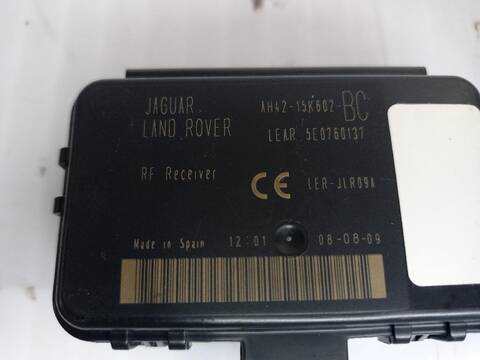 JAGUAR
LAND ROVER
AH42-15K602-BC
LEAR 5E0760137
RF Receiver
CE
LER-JLR09A
Made in Spain 12:01 08-08-09